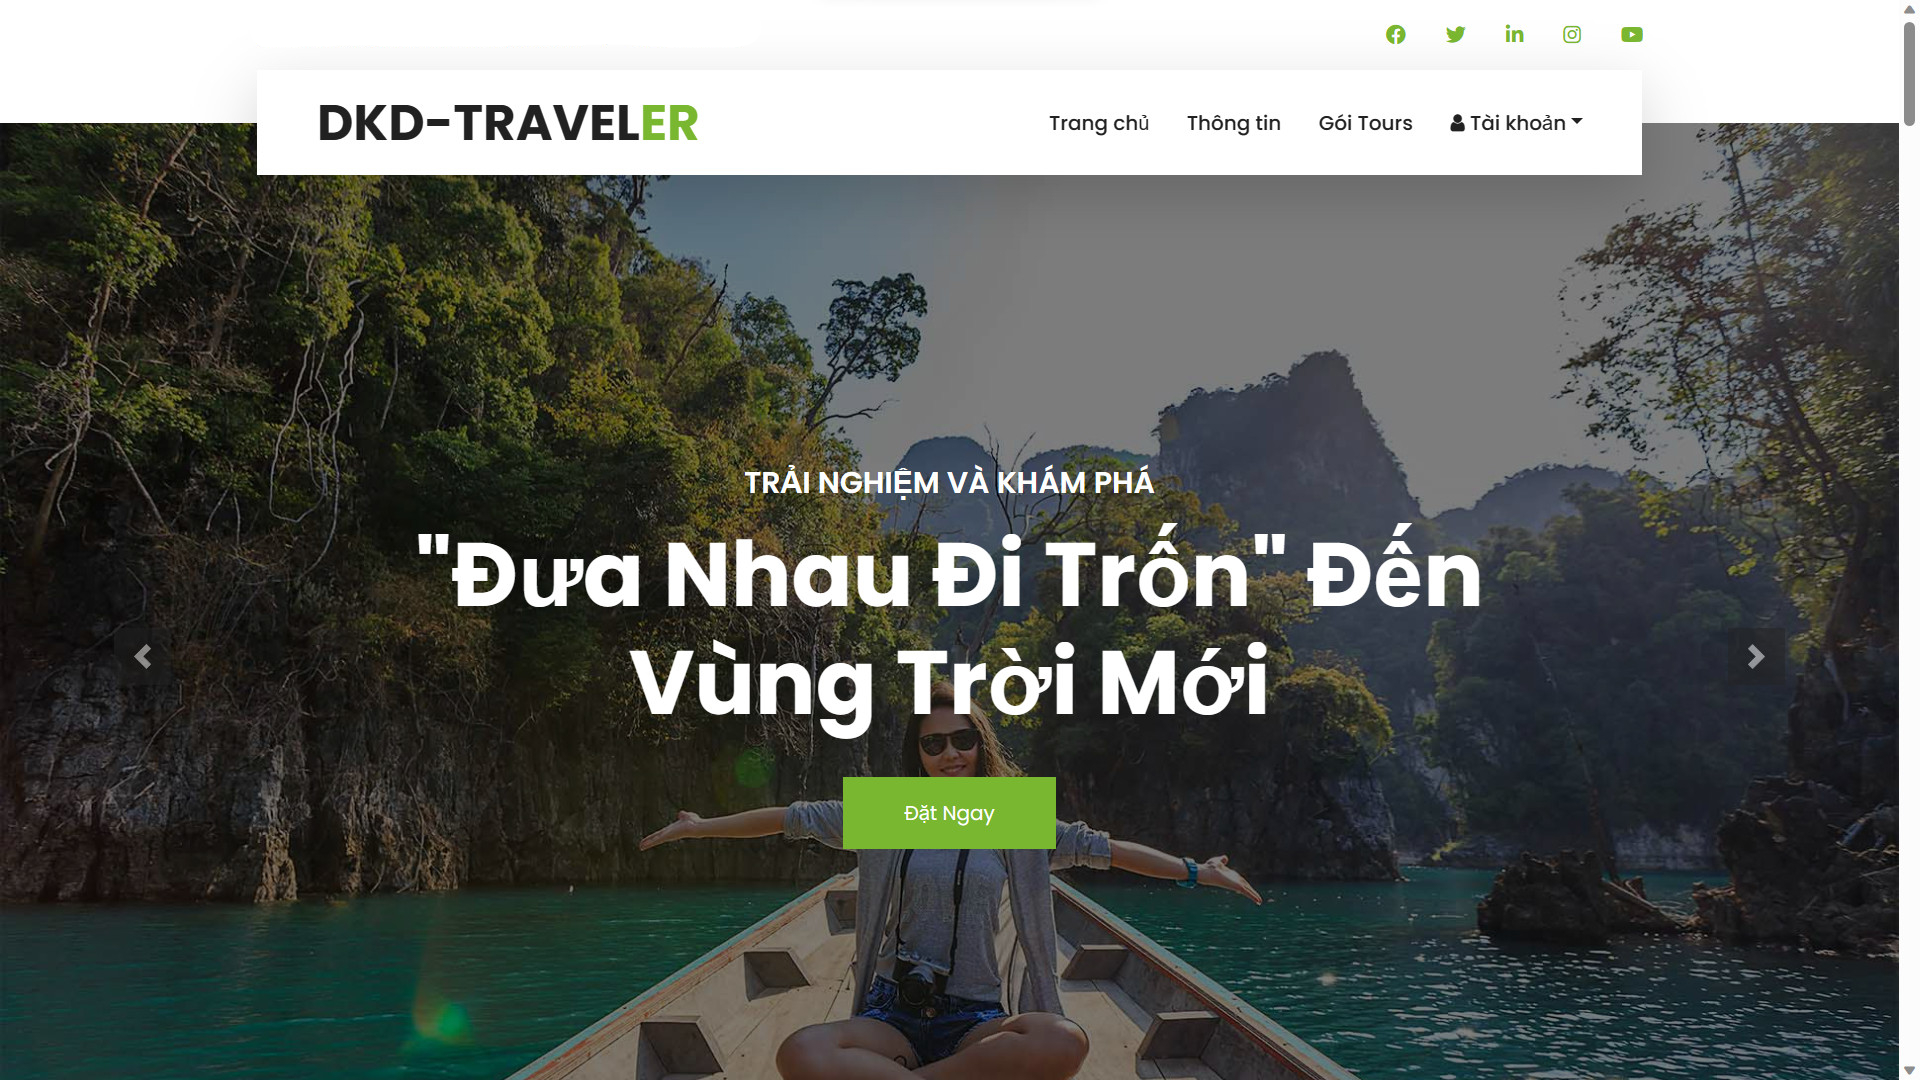 DKD-TRAVELER
Trang chủ
Thông tin
Gói Tours
Tài khoản
TRẢI NGHIỆM VÀ KHÁM PHÁ
"Đưa Nhau Đi Trốn" Đến
Vùng Trời Mới
Đặt Ngay